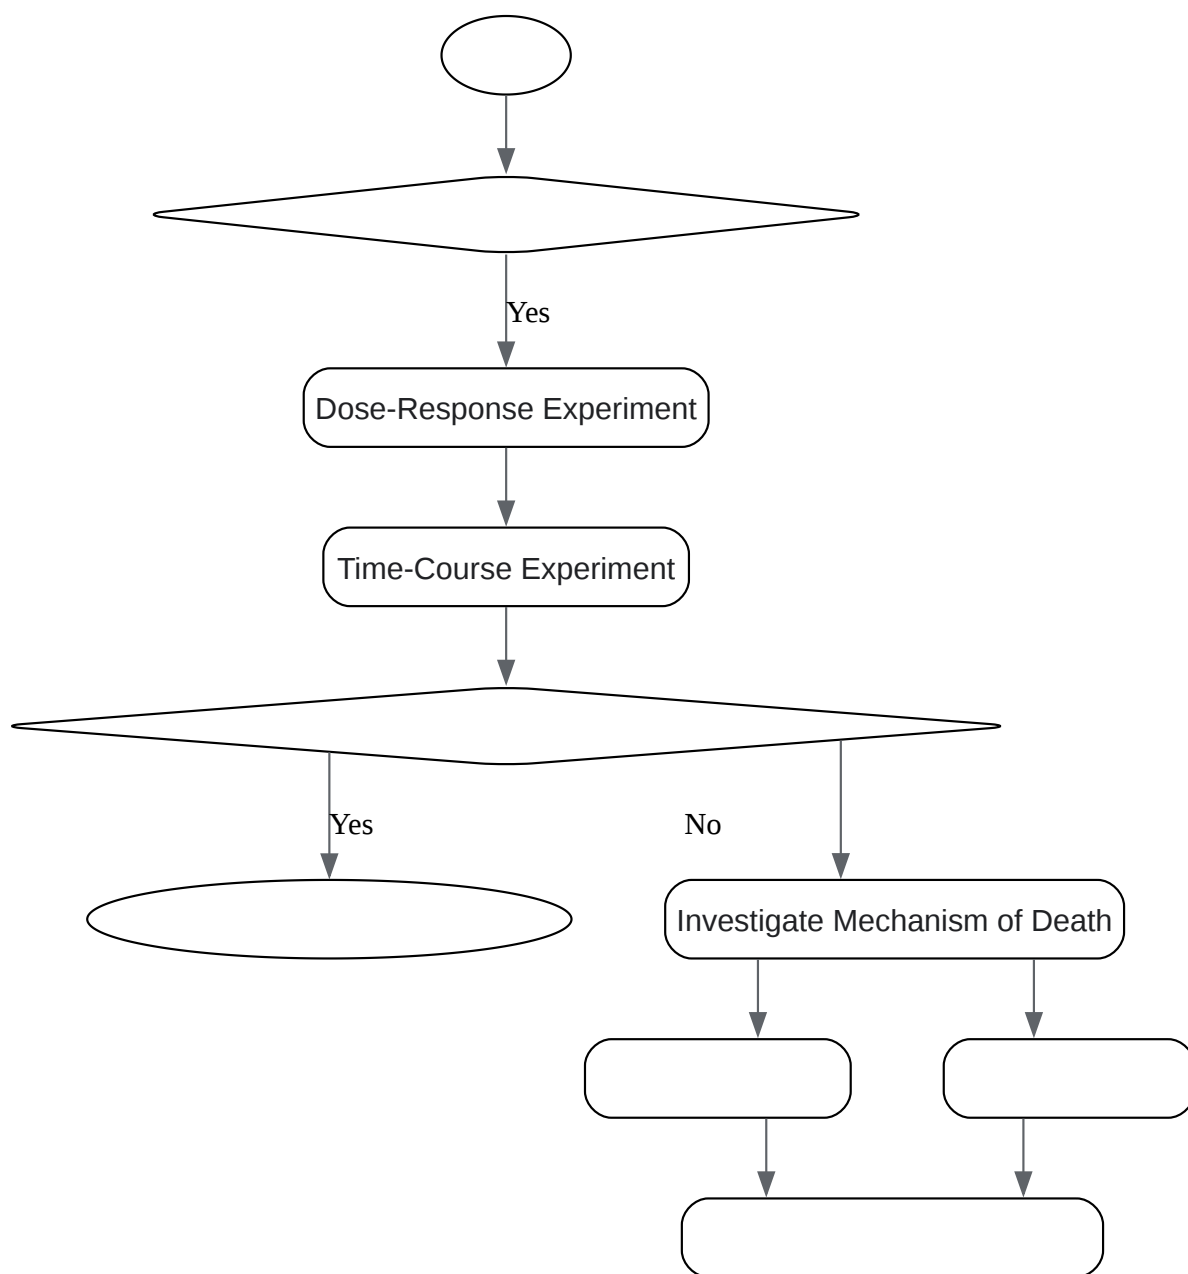 Yes
Dose-Response Experiment
Time-Course Experiment
Yes
No
Investigate Mechanism of Death